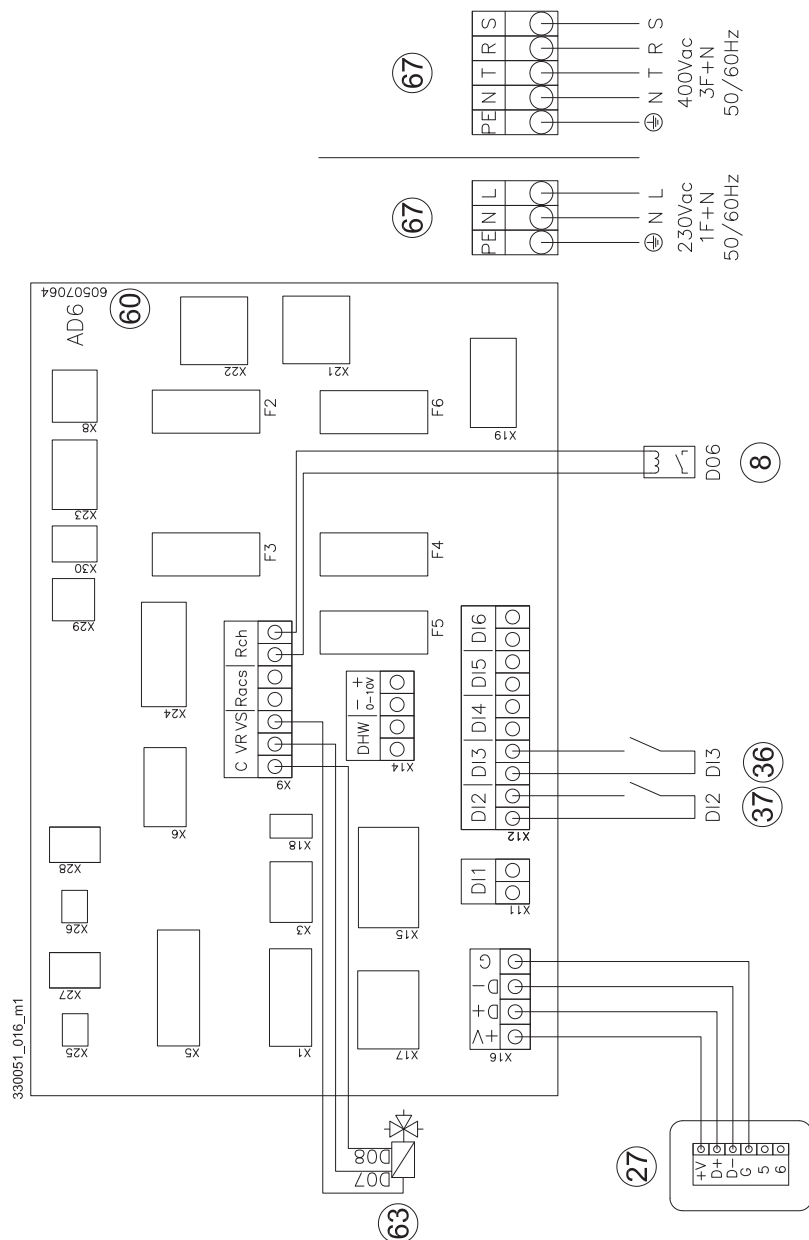 330051_016_m1
X25
X27
X26
X28
X29
X30
X23
X8
AD6
60507064
60
X5
X6
X24
F3
F2
X22
X1
X3
X18
C VR VS Racs Rch
X9
X21
X17
X15
DHW - +
0-10V
X14
F5
F4
F6
X19
+V D+ D- G
X16
DI1
X11
DI2 DI3 DI4 DI5 DI6
X12
DO7
DO8
63
27
+V
D+
D-
G
5
6
DI2
37
DI3
36
DO6
8
67
PE N L
N L
230Vac
1F+N
50/60Hz
67
PE N T R S
N T R S
400Vac
3F+N
50/60Hz